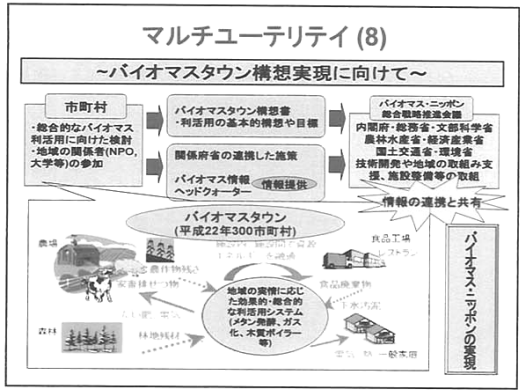 マルチユーテリテイ (8)
~バイオマスタウン構想実現に向けて~
市町村
・総合的なバイオマス
利活用に向けた検討
・地域の関係者(NPO,
大学等)の参加
バイオマスタウン構想書
・利活用の基本的構想や目標
関係府省の連携した施策
バイオマス情報
ヘッドクォーター
情報提供
バイオマス・ニッポン
総合戦略推進会議
内閣府・総務省・文部科学省
農林水産省・経済産業省
国土交通省・環境省
技術開発や地域の取組み支
援、施設整備等の取組
情報の連携と共有
バイオマスタウン
(平成22年300市町村)
農場
食品工場
レストラン
農作物残さ
家畜排せつ物
食品廃棄物
下水汚泥
地域の実情に応じ
た効果的・総合的
な利活用システム
(メタン発酵、ガス
化、木質ボイラー
等)
森林
林地残材
一般家庭
バイオマス・ニッポンの実現